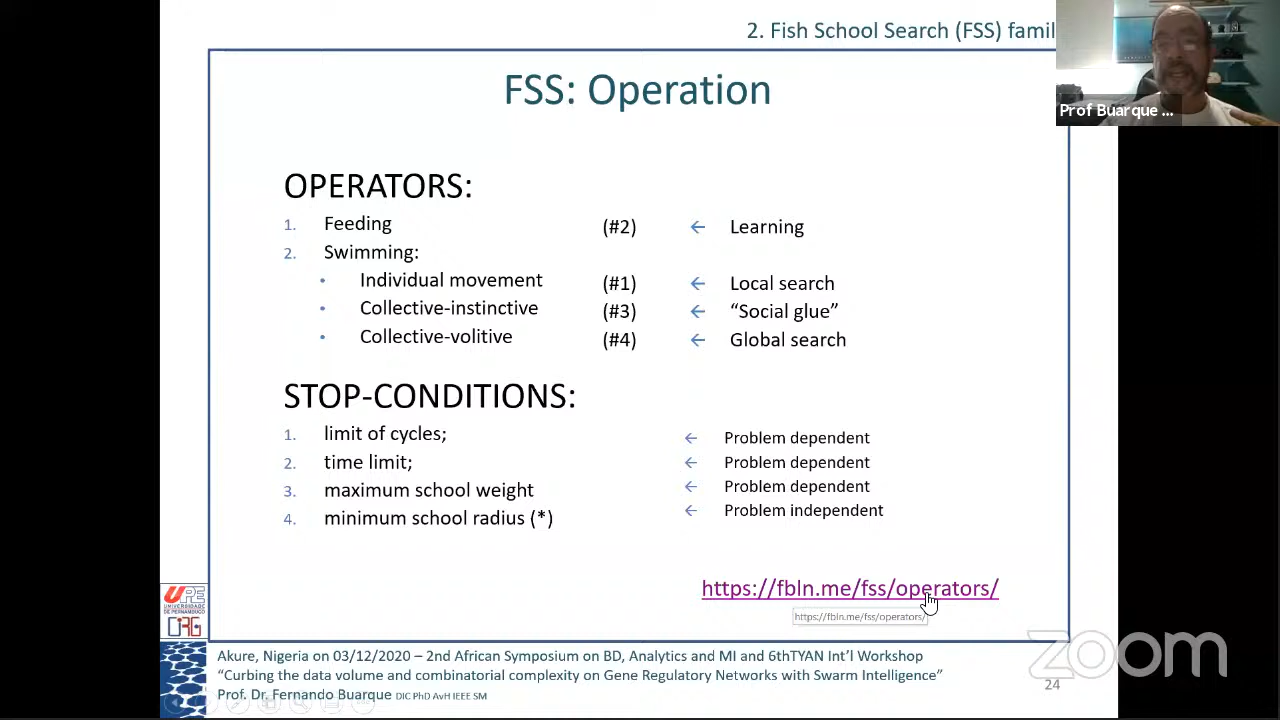 2. Fish School Search (FSS) famil
Prof Buarque ...
FSS: Operation
OPERATORS:
1. Feeding (#2) ← Learning
2. Swimming:
• Individual movement (#1) ← Local search
• Collective-instinctive (#3) ← “Social glue”
• Collective-volitive (#4) ← Global search
STOP-CONDITIONS:
1. limit of cycles; ← Problem dependent
2. time limit; ← Problem dependent
3. maximum school weight ← Problem dependent
4. minimum school radius (*) ← Problem independent
https://fbln.me/fss/operators/
https://fbln.me/fss/operators/
UPE
UNIVERSIDADE
DE PERNAMBUCO
Akure, Nigeria on 03/12/2020 – 2nd African Symposium on BD, Analytics and MI and 6thTYAN Int’l Workshop
“Curbing the data volume and combinatorial complexity on Gene Regulatory Networks with Swarm Intelligence”
Prof. Dr. Fernando Buarque DIC PhD AvH IEEE SM
zoom
24